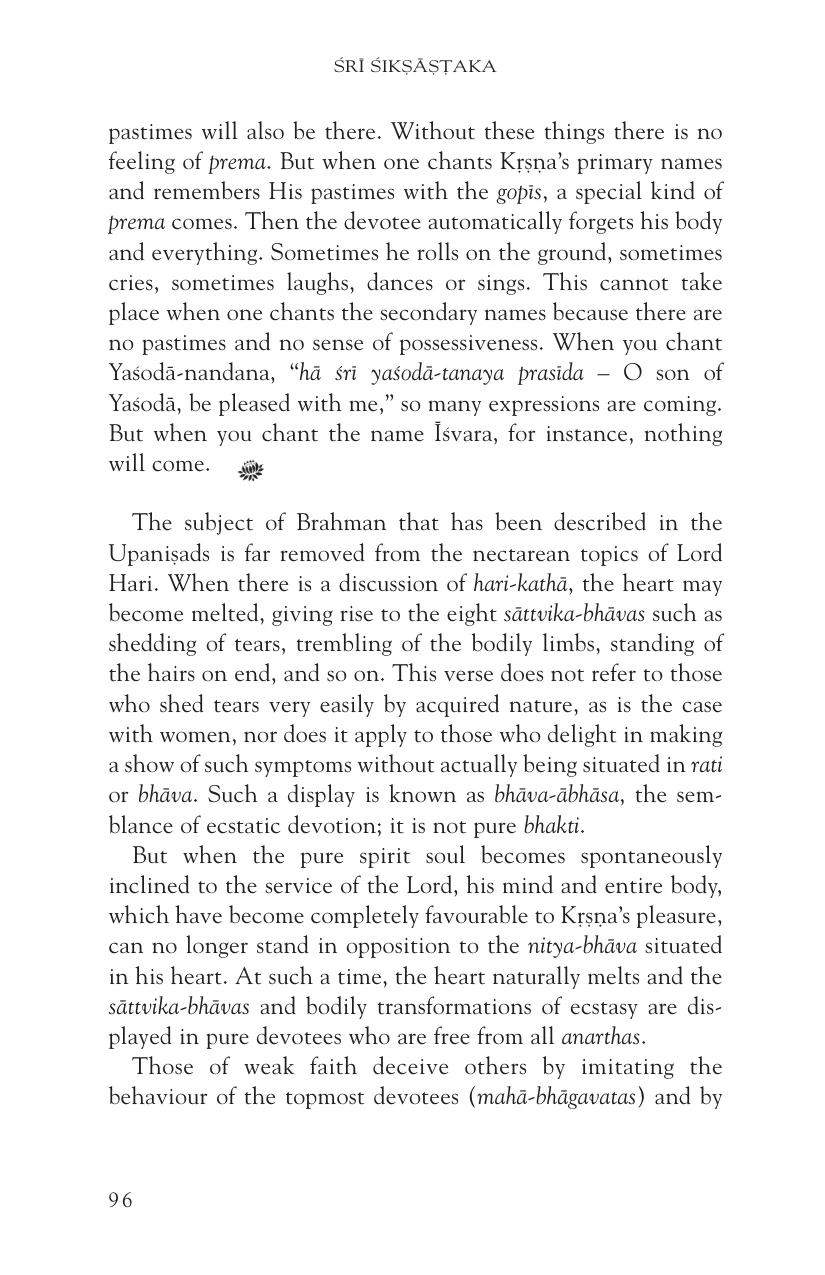 ŚRĪ ŚIKṢĀṢṬAKA
pastimes will also be there. Without these things there is no
feeling of prema. But when one chants Kṛṣṇa’s primary names
and remembers His pastimes with the gopīs, a special kind of
prema comes. Then the devotee automatically forgets his body
and everything. Sometimes he rolls on the ground, sometimes
cries, sometimes laughs, dances or sings. This cannot take
place when one chants the secondary names because there are
no pastimes and no sense of possessiveness. When you chant
Yaśodā-nandana, “hā śrī yaśodā-tanaya prasīda – O son of
Yaśodā, be pleased with me,” so many expressions are coming.
But when you chant the name Īśvara, for instance, nothing
will come.
The subject of Brahman that has been described in the
Upaniṣads is far removed from the nectarean topics of Lord
Hari. When there is a discussion of hari-kathā, the heart may
become melted, giving rise to the eight sāttvika-bhāvas such as
shedding of tears, trembling of the bodily limbs, standing of
the hairs on end, and so on. This verse does not refer to those
who shed tears very easily by acquired nature, as is the case
with women, nor does it apply to those who delight in making
a show of such symptoms without actually being situated in rati
or bhāva. Such a display is known as bhāva-ābhāsa, the sem-
blance of ecstatic devotion; it is not pure bhakti.
But when the pure spirit soul becomes spontaneously
inclined to the service of the Lord, his mind and entire body,
which have become completely favourable to Kṛṣṇa’s pleasure,
can no longer stand in opposition to the nitya-bhāva situated
in his heart. At such a time, the heart naturally melts and the
sāttvika-bhāvas and bodily transformations of ecstasy are dis-
played in pure devotees who are free from all anarthas.
Those of weak faith deceive others by imitating the
behaviour of the topmost devotees (mahā-bhāgavatas) and by
96